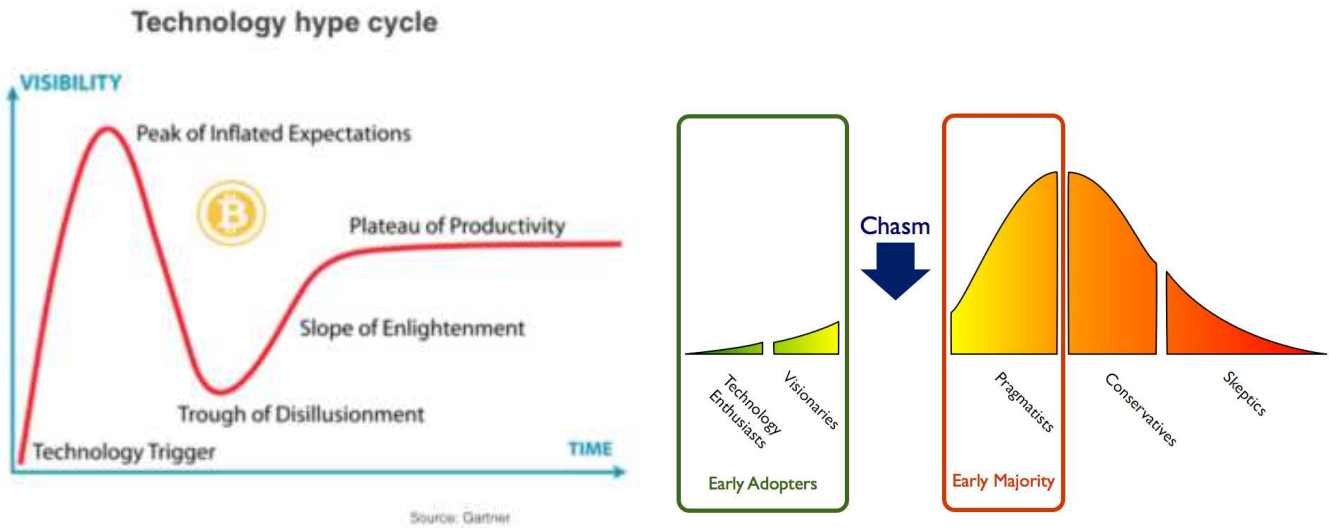 Technology hype cycle
VISIBILITY
Peak of Inflated Expectations
Plateau of Productivity
Slope of Enlightenment
Trough of Disillusionment
Technology Trigger
TIME
Source: Gartner
Chasm
Technology
Enthusiasts
Visionaries
Pragmatists
Conservatives
Skeptics
Early Adopters
Early Majority